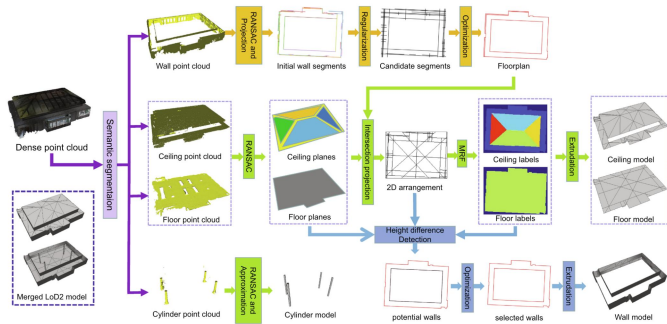 RANSAC and
Projection
Regularization
Optimization
Wall point cloud
Initial wall segments
Candidate segments
Floorplan
Dense point cloud
Semantic segmentaion
Ceiling point cloud
RANSAC
Ceiling planes
Intersection projection
MRF
Ceiling labels
Extrudation
Ceiling model
2D arrangement
Floor point cloud
Floor planes
Floor labels
Floor model
Height difference
Detection
Merged LoD2 model
RANSAC and
Approximation
Cylinder point cloud
Cylinder model
potential walls
Optimization
selected walls
Extrudation
Wall model